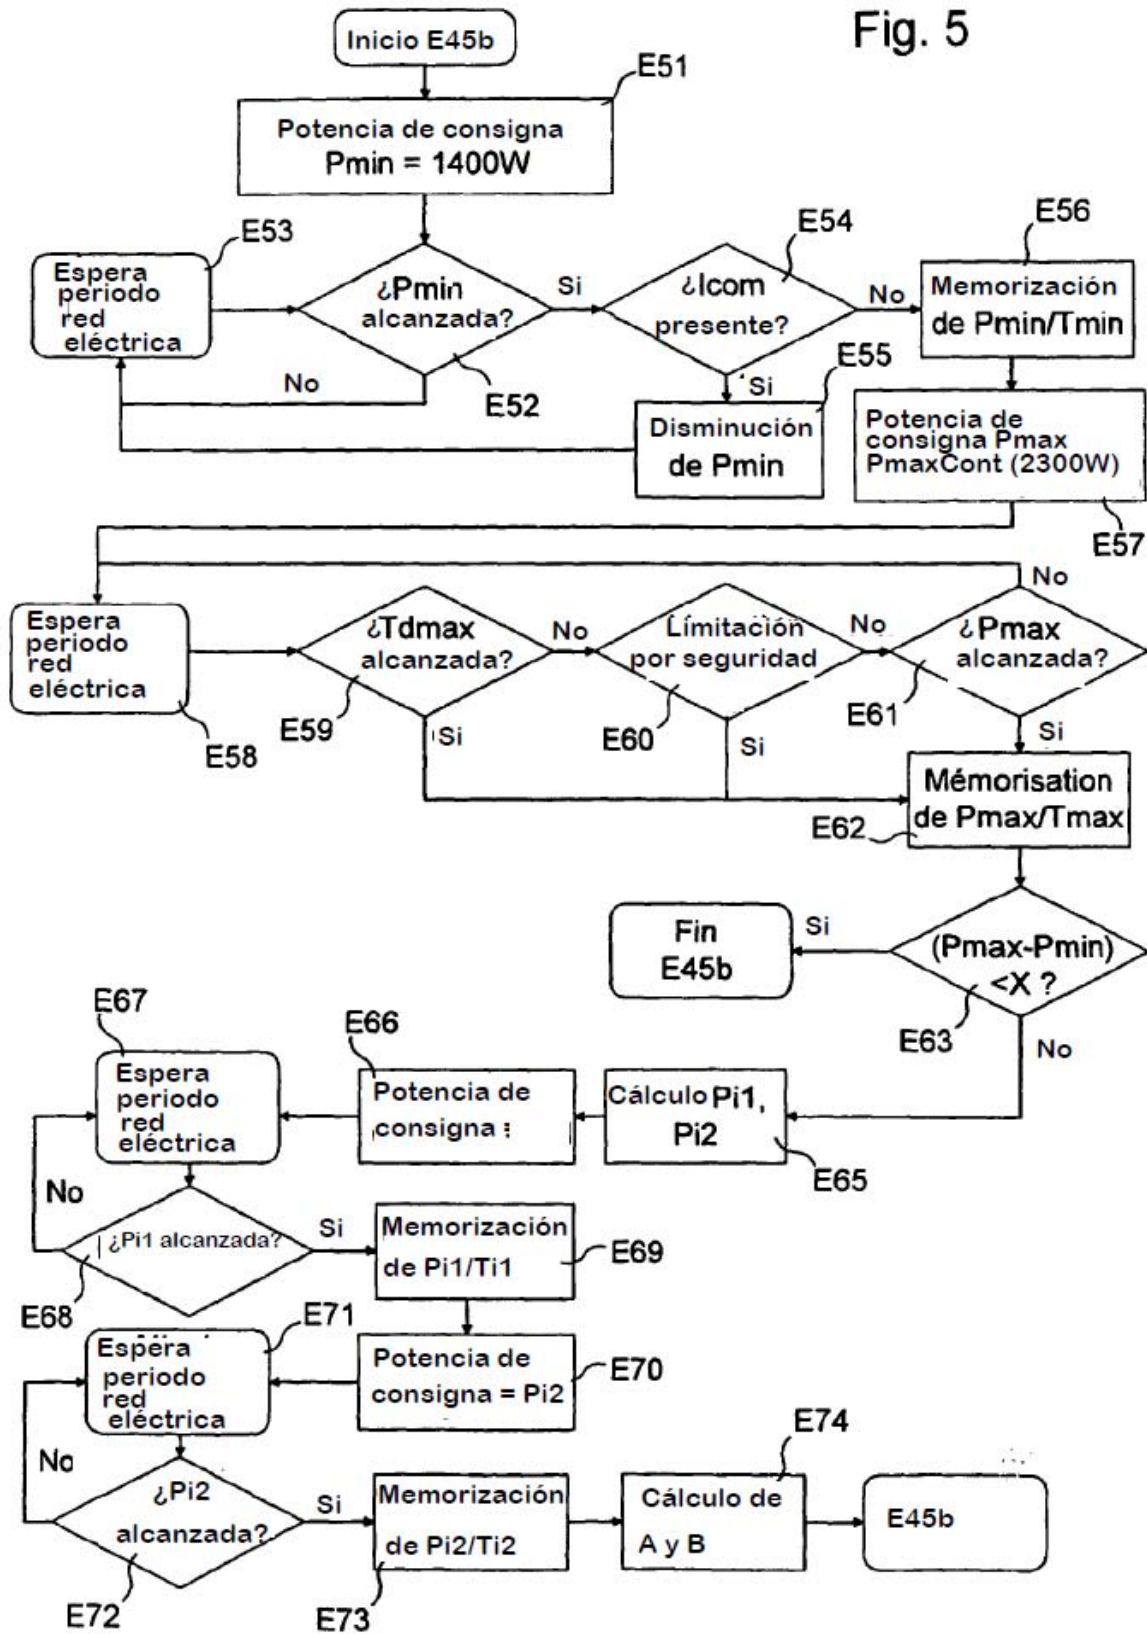 Fig. 5
Inicio E45b
E51
Potencia de consigna
Pmin = 1400W
E53
Espera
periodo
red
eléctrica
¿Pmin
alcanzada?
E52
Si
No
E54
¿Icom
presente?
No
Si
E55
Disminución
de Pmin
E56
Memorización
de Pmin/Tmin
Potencia de
consigna Pmax
PmaxCont (2300W)
E57
Espera
periodo
red
eléctrica
E58
¿Tdmax
alcanzada?
E59
No
Si
Límitación
por seguridad
E60
No
Si
¿Pmax
alcanzada?
E61
No
Si
Mémorisation
de Pmax/Tmax
E62
(Pmax-Pmin)
<X ?
E63
Si
No
Fin
E45b
Cálculo Pi1,
Pi2
E65
E66
Potencia de
consigna :
E67
Espera
periodo
red
eléctrica
No
¿Pi1 alcanzada?
E68
Si
Memorización
de Pi1/Ti1
E69
Potencia de
consigna = Pi2
E70
E71
Espera
periodo
red
eléctrica
No
¿Pi2
alcanzada?
E72
Si
Memorización
de Pi2/Ti2
E73
E74
Cálculo de
A y B
E45b